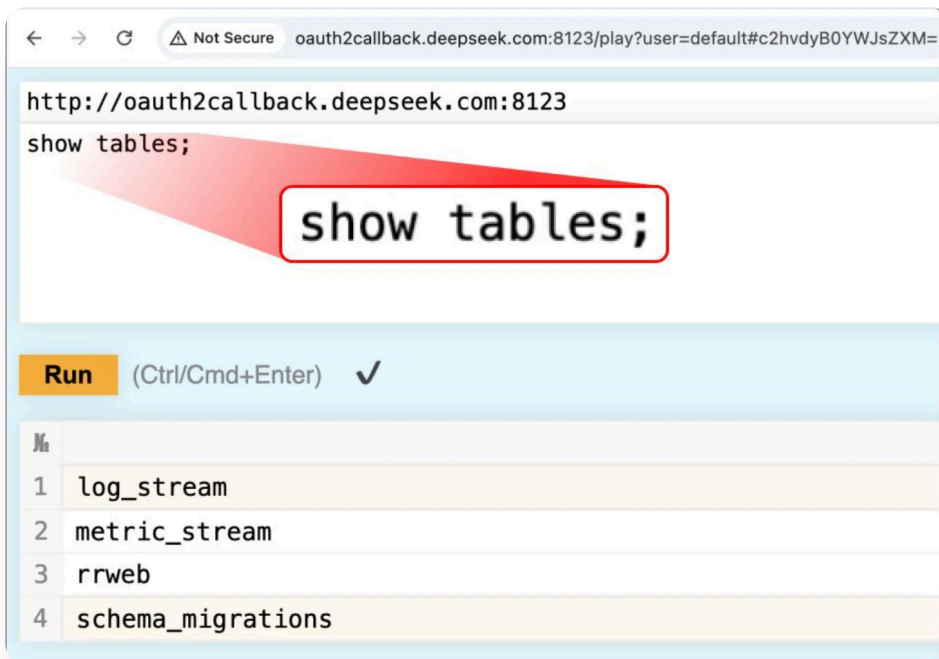 Not Secure oauth2callback.deepseek.com:8123/play?user=default#c2hvdyB0YWJsZXM=
http://oauth2callback.deepseek.com:8123
show tables;
show tables;
Run (Ctrl/Cmd+Enter) ✔
№
1 log_stream
2 metric_stream
3 rrweb
4 schema_migrations